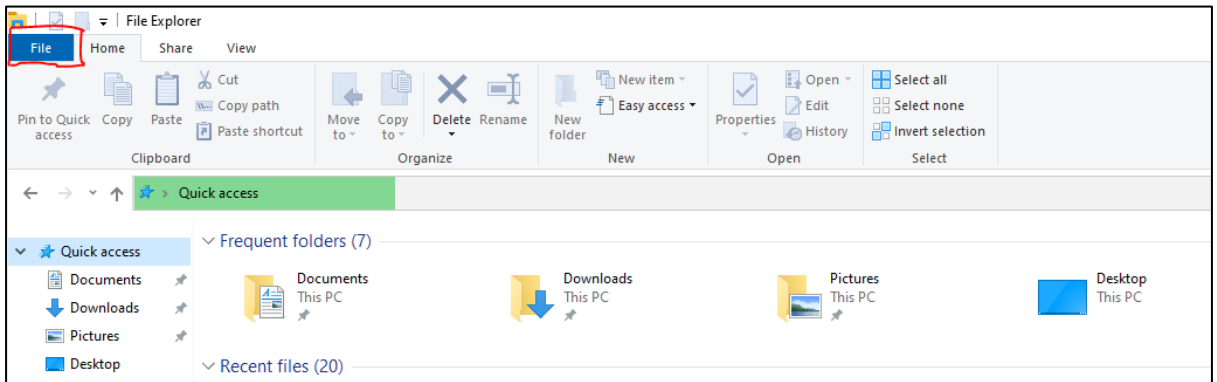 File Explorer
File Home Share View
Pin to Quick access
Copy
Paste
Cut
Copy path
Paste shortcut
Clipboard
Move to
Copy to
Delete
Rename
Organize
New folder
New item
Easy access
New
Properties
Open
Edit
History
Open
Select all
Select none
Invert selection
Select
Quick access
Quick access
Documents
Downloads
Pictures
Desktop
Frequent folders (7)
Documents
This PC
Downloads
This PC
Pictures
This PC
Desktop
This PC
Recent files (20)